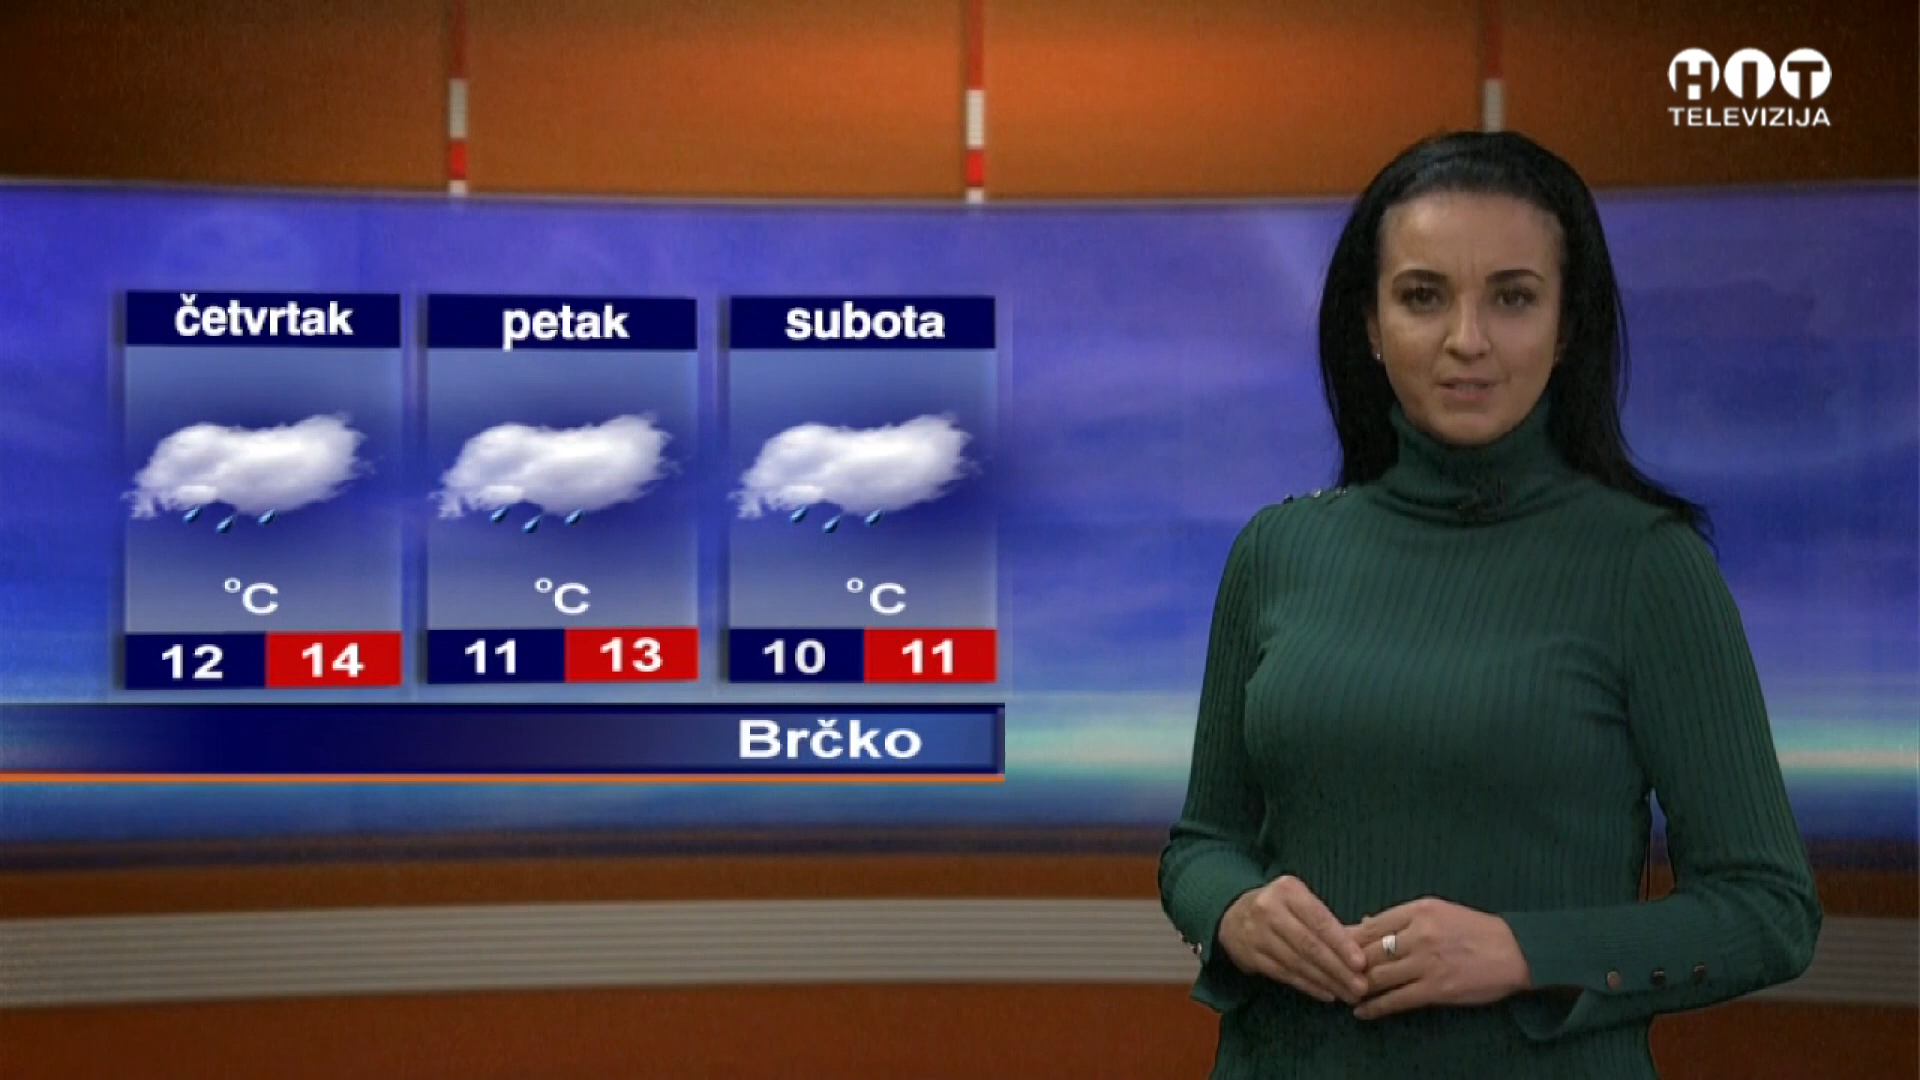 HIT
TELEVIZIJA
četvrtak
petak
subota
°C
°C
°C
12 14
11 13
10 11
Brčko